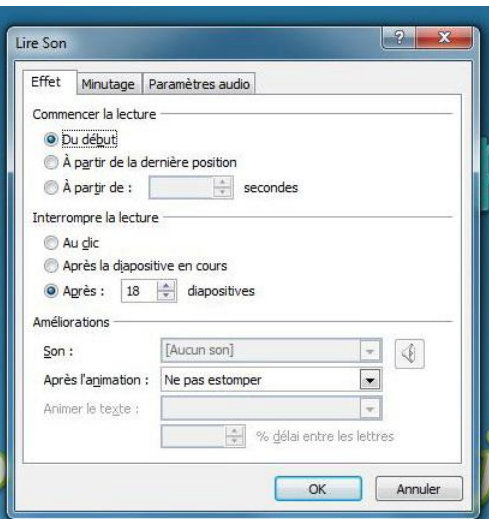 Lire Son
Effet Minutage Paramètres audio
Commencer la lecture
Du début
À partir de la dernière position
À partir de : secondes
Interrompre la lecture
Au clic
Après la diapositive en cours
Après : 18 diapositives
Améliorations
Son : [Aucun son]
Après l'animation : Ne pas estomper
Animer le texte :
% délai entre les lettres
OK Annuler